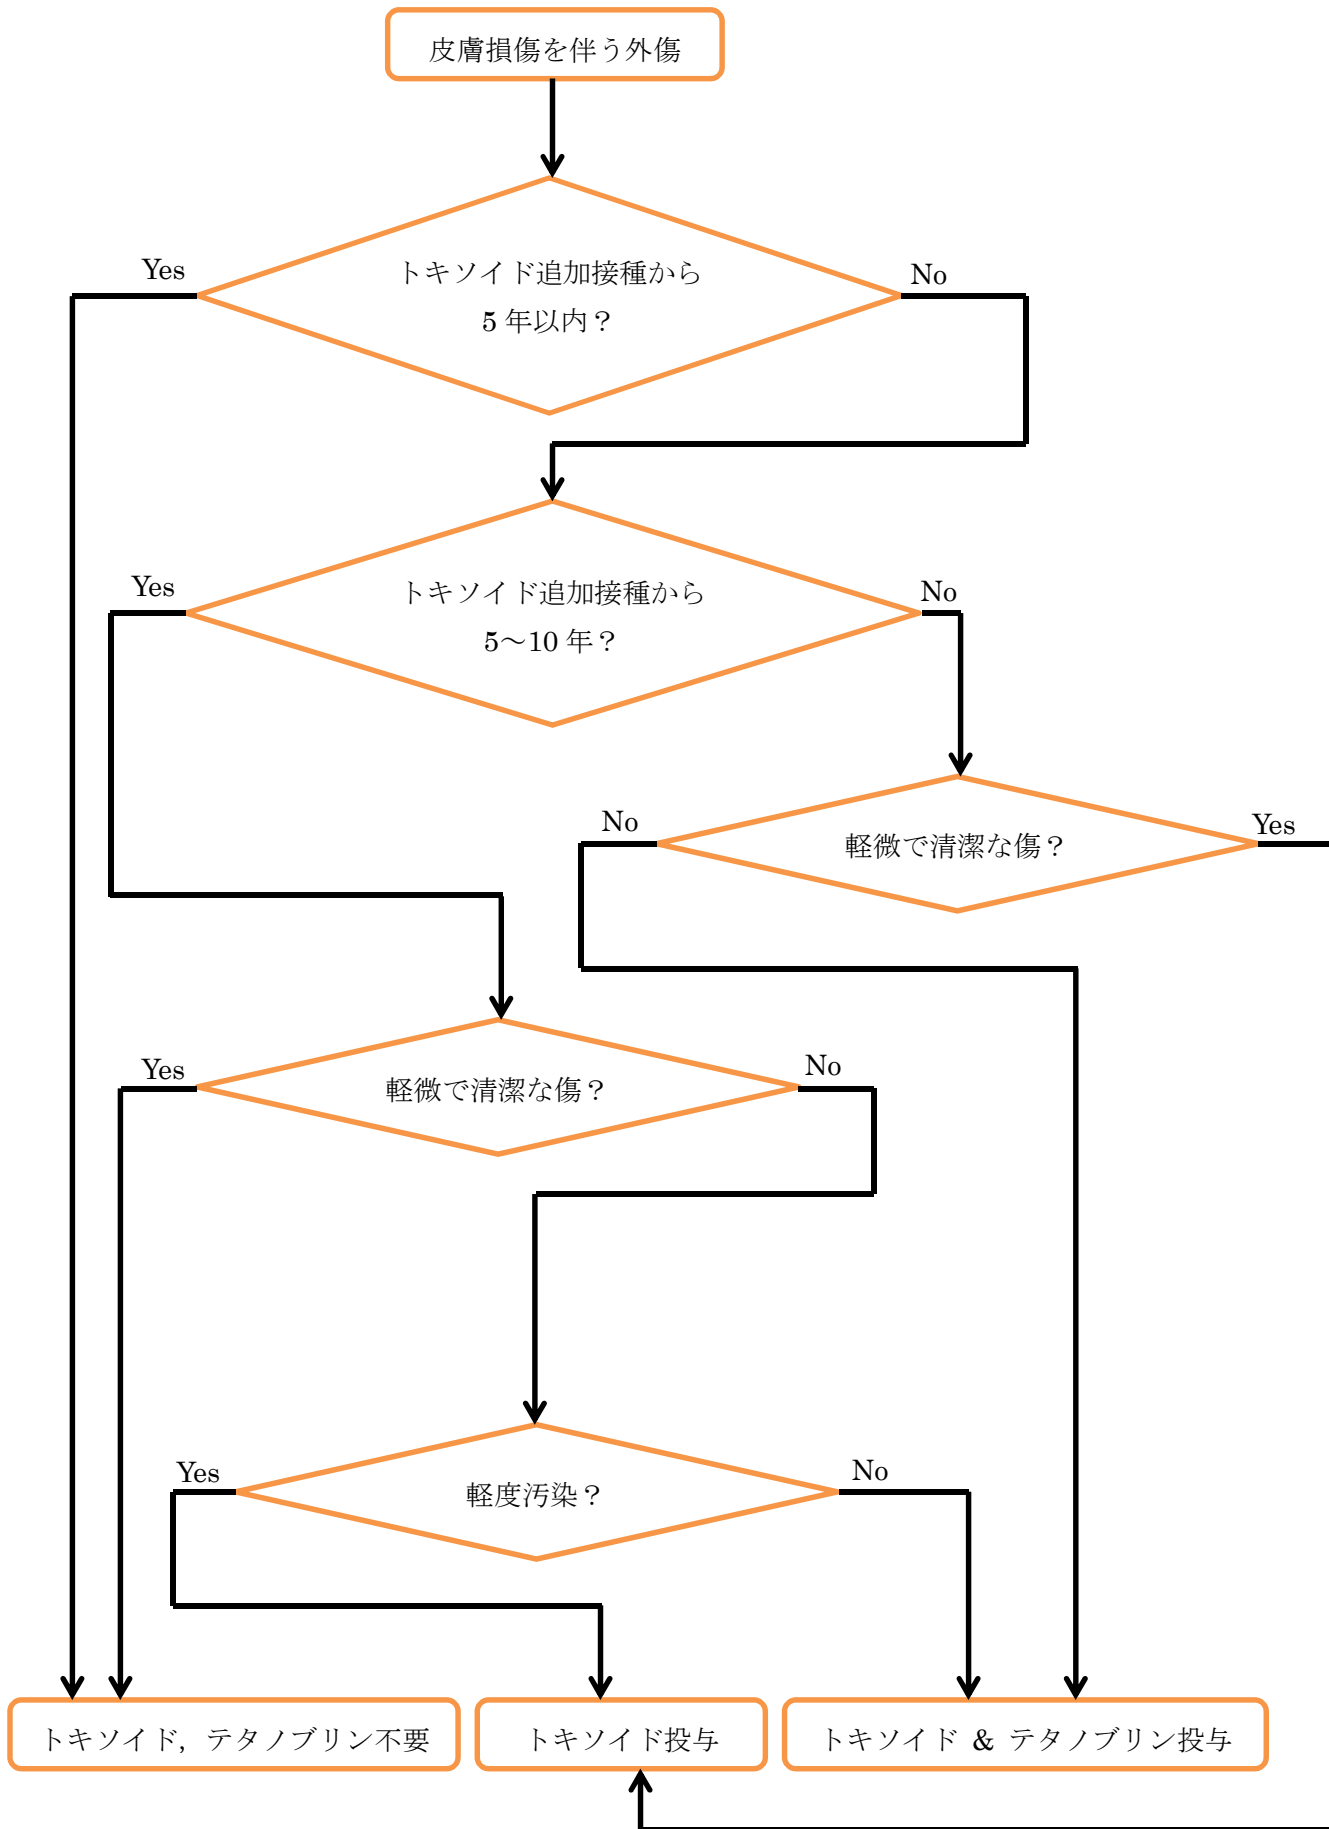 皮膚損傷を伴う外傷
Yes
トキソイド追加接種から
5 年以内？
No
Yes
トキソイド追加接種から
5～10 年？
No
No
軽微で清潔な傷？
Yes
Yes
軽微で清潔な傷？
No
Yes
軽度汚染？
No
トキソイド，テタノブリン不要
トキソイド投与
トキソイド & テタノブリン投与